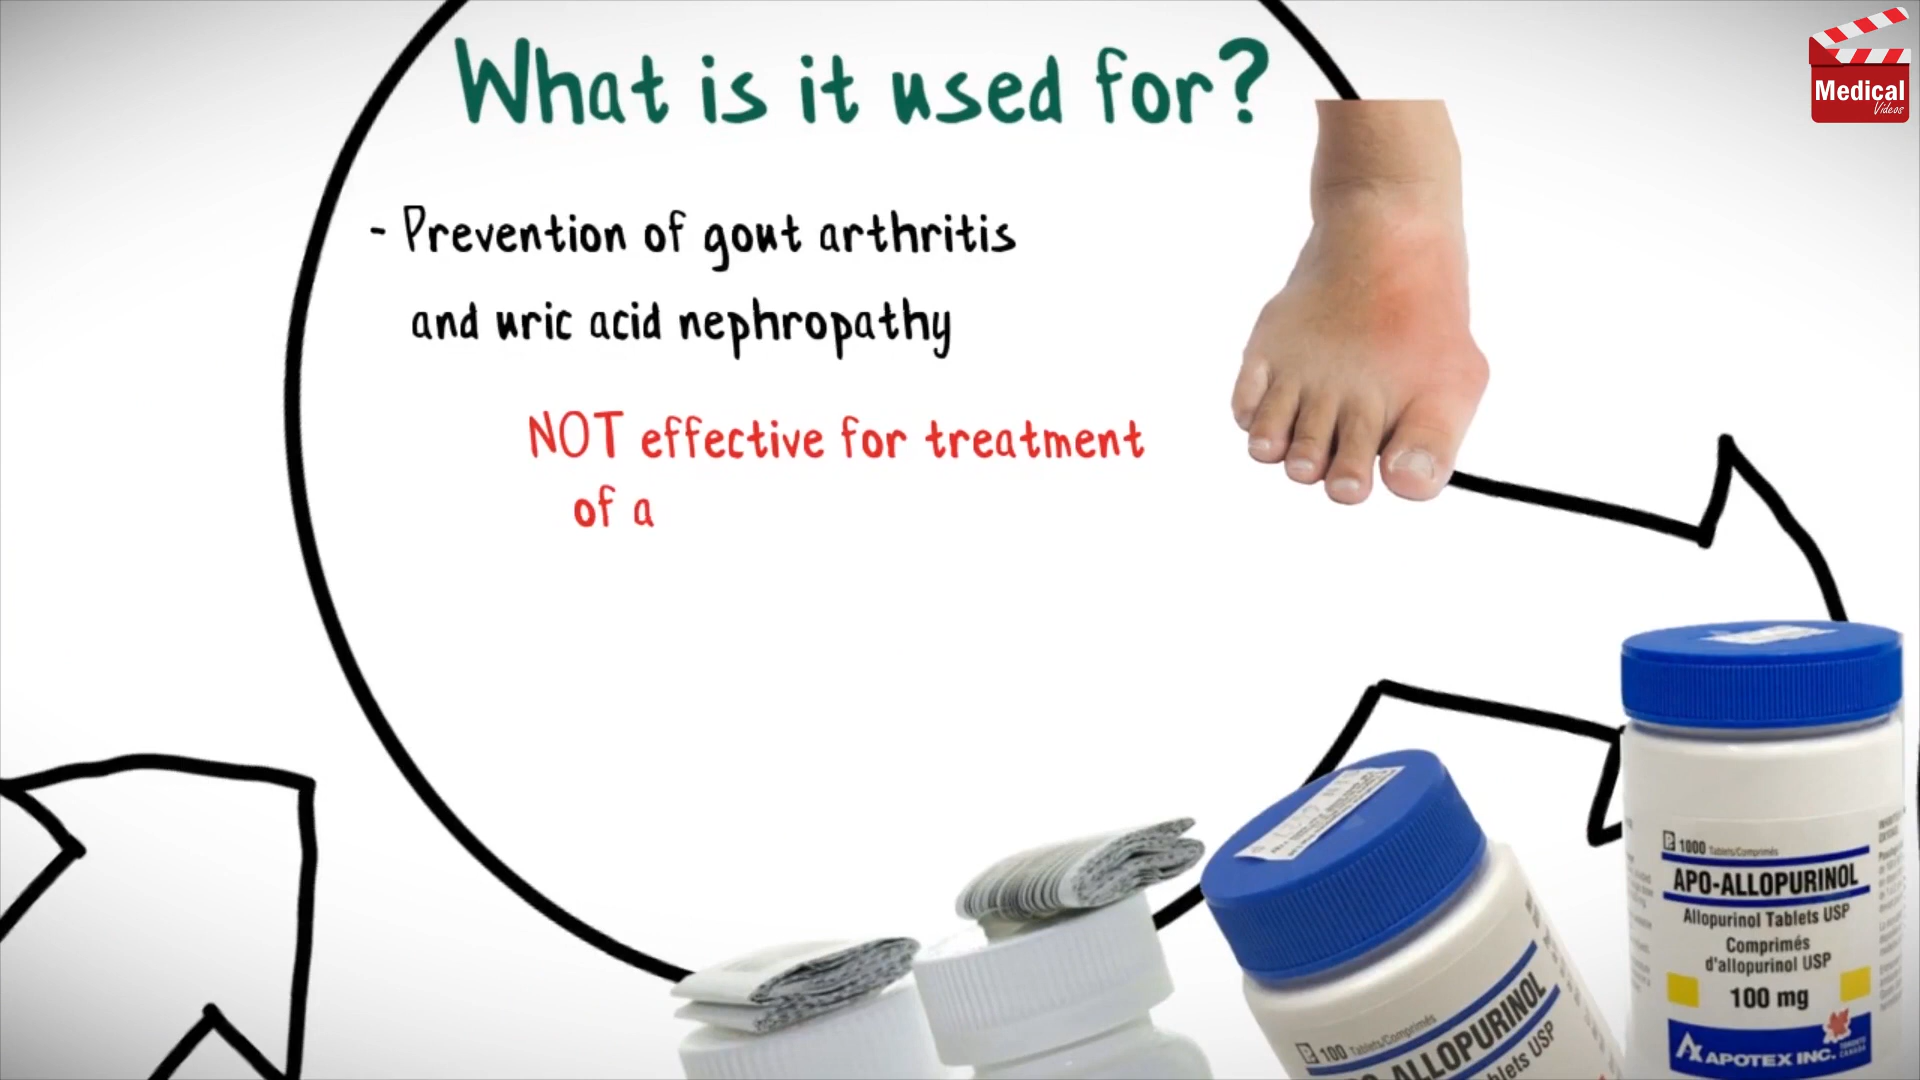 What is it used for?
Medical
Videos
- Prevention of gout arthritis
and uric acid nephropathy
NOT effective for treatment
of a
1000 Tablets/Comprimés
APO-ALLOPURINOL
Allopurinol Tablets USP
Comprimés
d'allopurinol USP
100 mg
APOTEX INC.
100 Tablets/Comprimés
ALLOPURINOL
USP